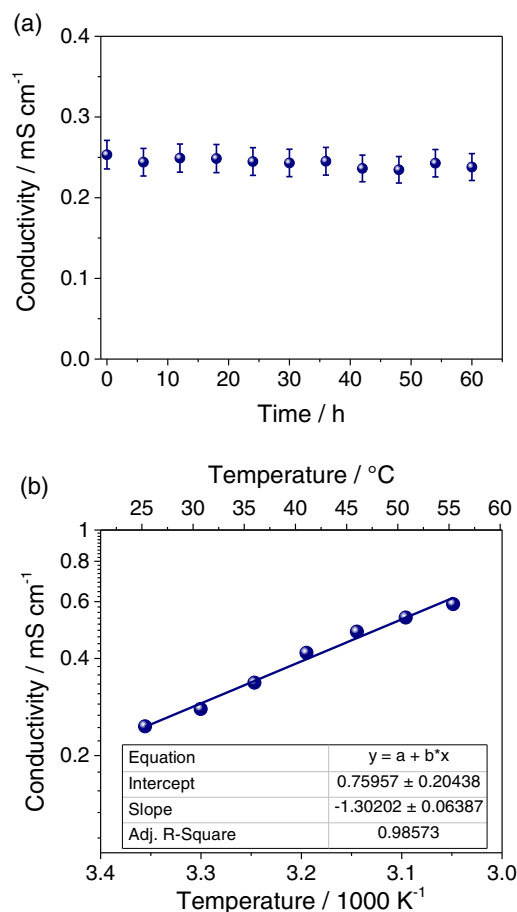 (a)
0.4
0.3
0.2
0.1
0.0
Conductivity / mS cm⁻¹
0 10 20 30 40 50 60
Time / h
(b)
Temperature / °C
25 30 35 40 45 50 55 60
1
0.8
0.6
0.4
0.2
Conductivity / mS cm⁻¹
Equation y = a + b*x
Intercept 0.75957 ± 0.20438
Slope -1.30202 ± 0.06387
Adj. R-Square 0.98573
3.4 3.3 3.2 3.1 3.0
Temperature / 1000 K⁻¹